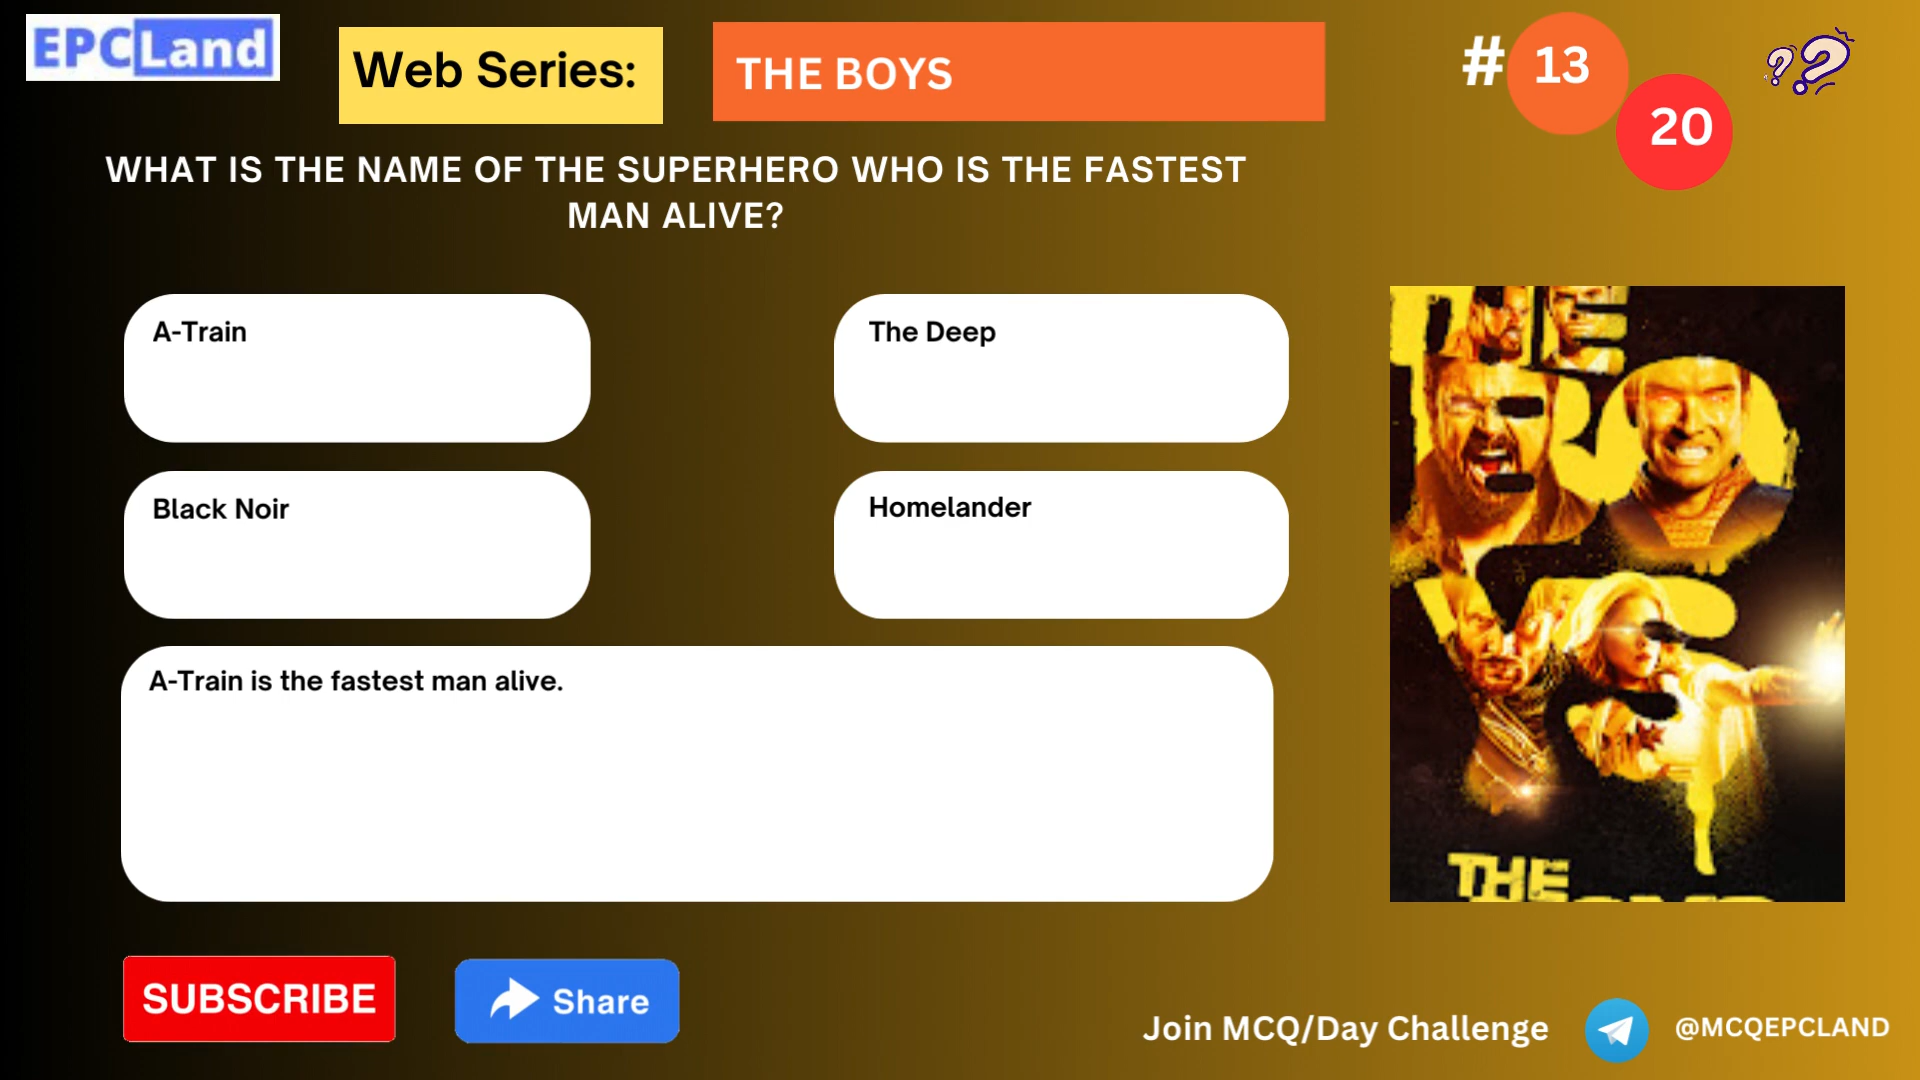 EPCLand
Web Series:
THE BOYS
# 13
20
WHAT IS THE NAME OF THE SUPERHERO WHO IS THE FASTEST
MAN ALIVE?
A-Train
The Deep
Black Noir
Homelander
A-Train is the fastest man alive.
THE
BOYS
THE
SUBSCRIBE
Share
Join MCQ/Day Challenge
@MCQEPCLAND